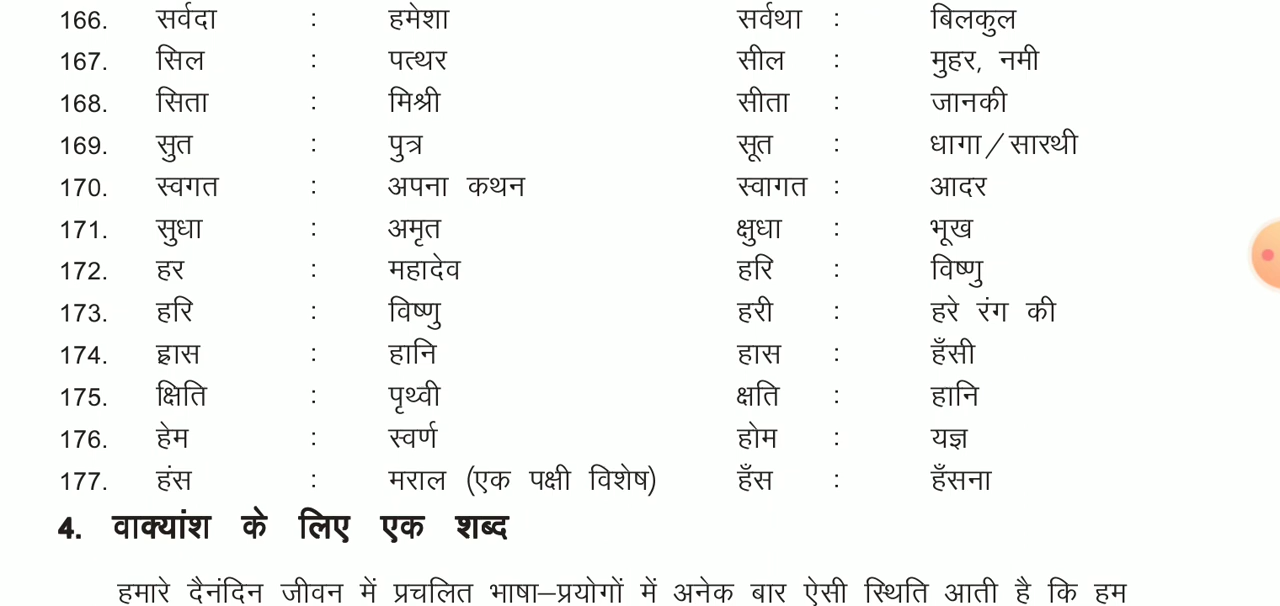 166. सर्वदा : हमेशा सर्वथा : बिलकुल
167. सिल : पत्थर सील : मुहर, नमी
168. सिता : मिश्री सीता : जानकी
169. सुत : पुत्र सूत : धागा/सारथी
170. स्वगत : अपना कथन स्वागत : आदर
171. सुधा : अमृत क्षुधा : भूख
172. हर : महादेव हरि : विष्णु
173. हरि : विष्णु हरी : हरे रंग की
174. ह्रास : हानि हास : हँसी
175. क्षिति : पृथ्वी क्षति : हानि
176. हेम : स्वर्ण होम : यज्ञ
177. हंस : मराल (एक पक्षी विशेष) हँस : हँसना
4. वाक्यांश के लिए एक शब्द
हमारे दैनंदिन जीवन में प्रचलित भाषा–प्रयोगों में अनेक बार ऐसी स्थिति आती है कि हम